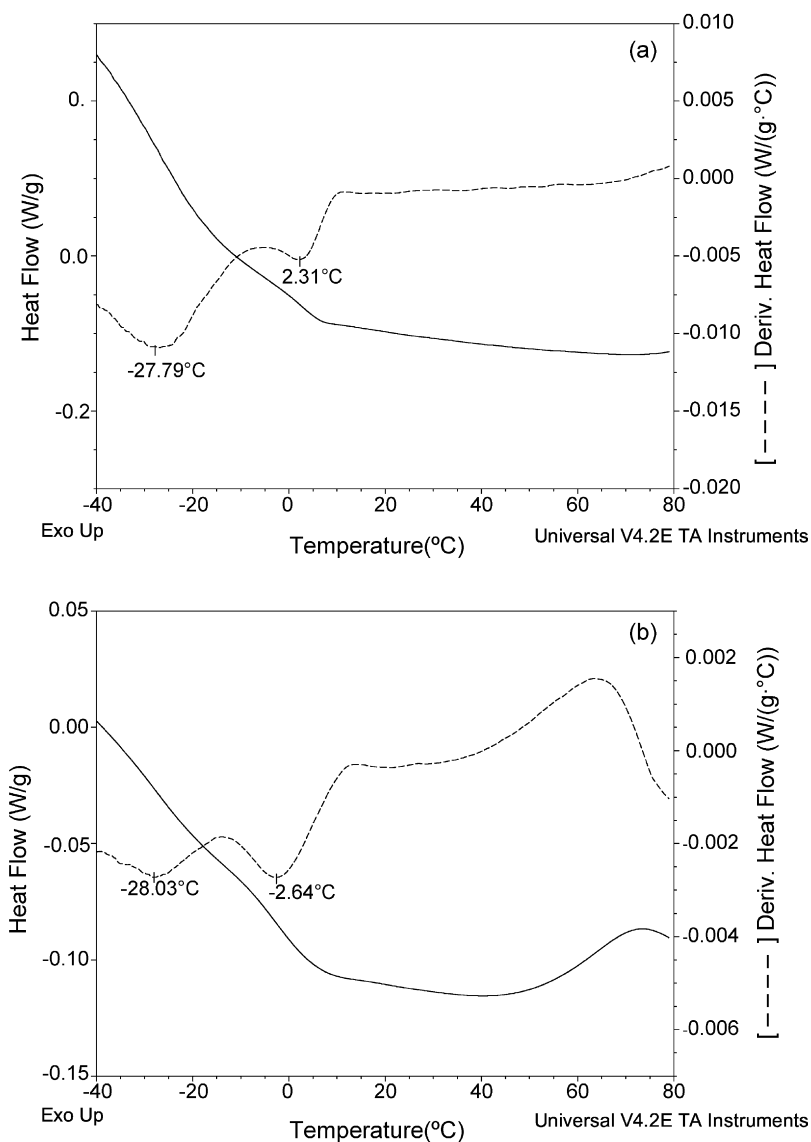 (a)
Heat Flow (W/g)
0.
0.0
-0.2
0.010
0.005
0.000
-0.005
-0.010
-0.015
-0.020
[ – – – – ] Deriv. Heat Flow (W/(g·°C))
2.31°C
-27.79°C
-40
-20
0
20
40
60
80
Exo Up
Temperature(ºC)
Universal V4.2E TA Instruments
(b)
Heat Flow (W/g)
0.05
0.00
-0.05
-0.10
-0.15
0.002
0.000
-0.002
-0.004
-0.006
[ – – – – ] Deriv. Heat Flow (W/(g·°C))
-28.03°C
-2.64°C
-40
-20
0
20
40
60
80
Exo Up
Temperature(ºC)
Universal V4.2E TA Instruments